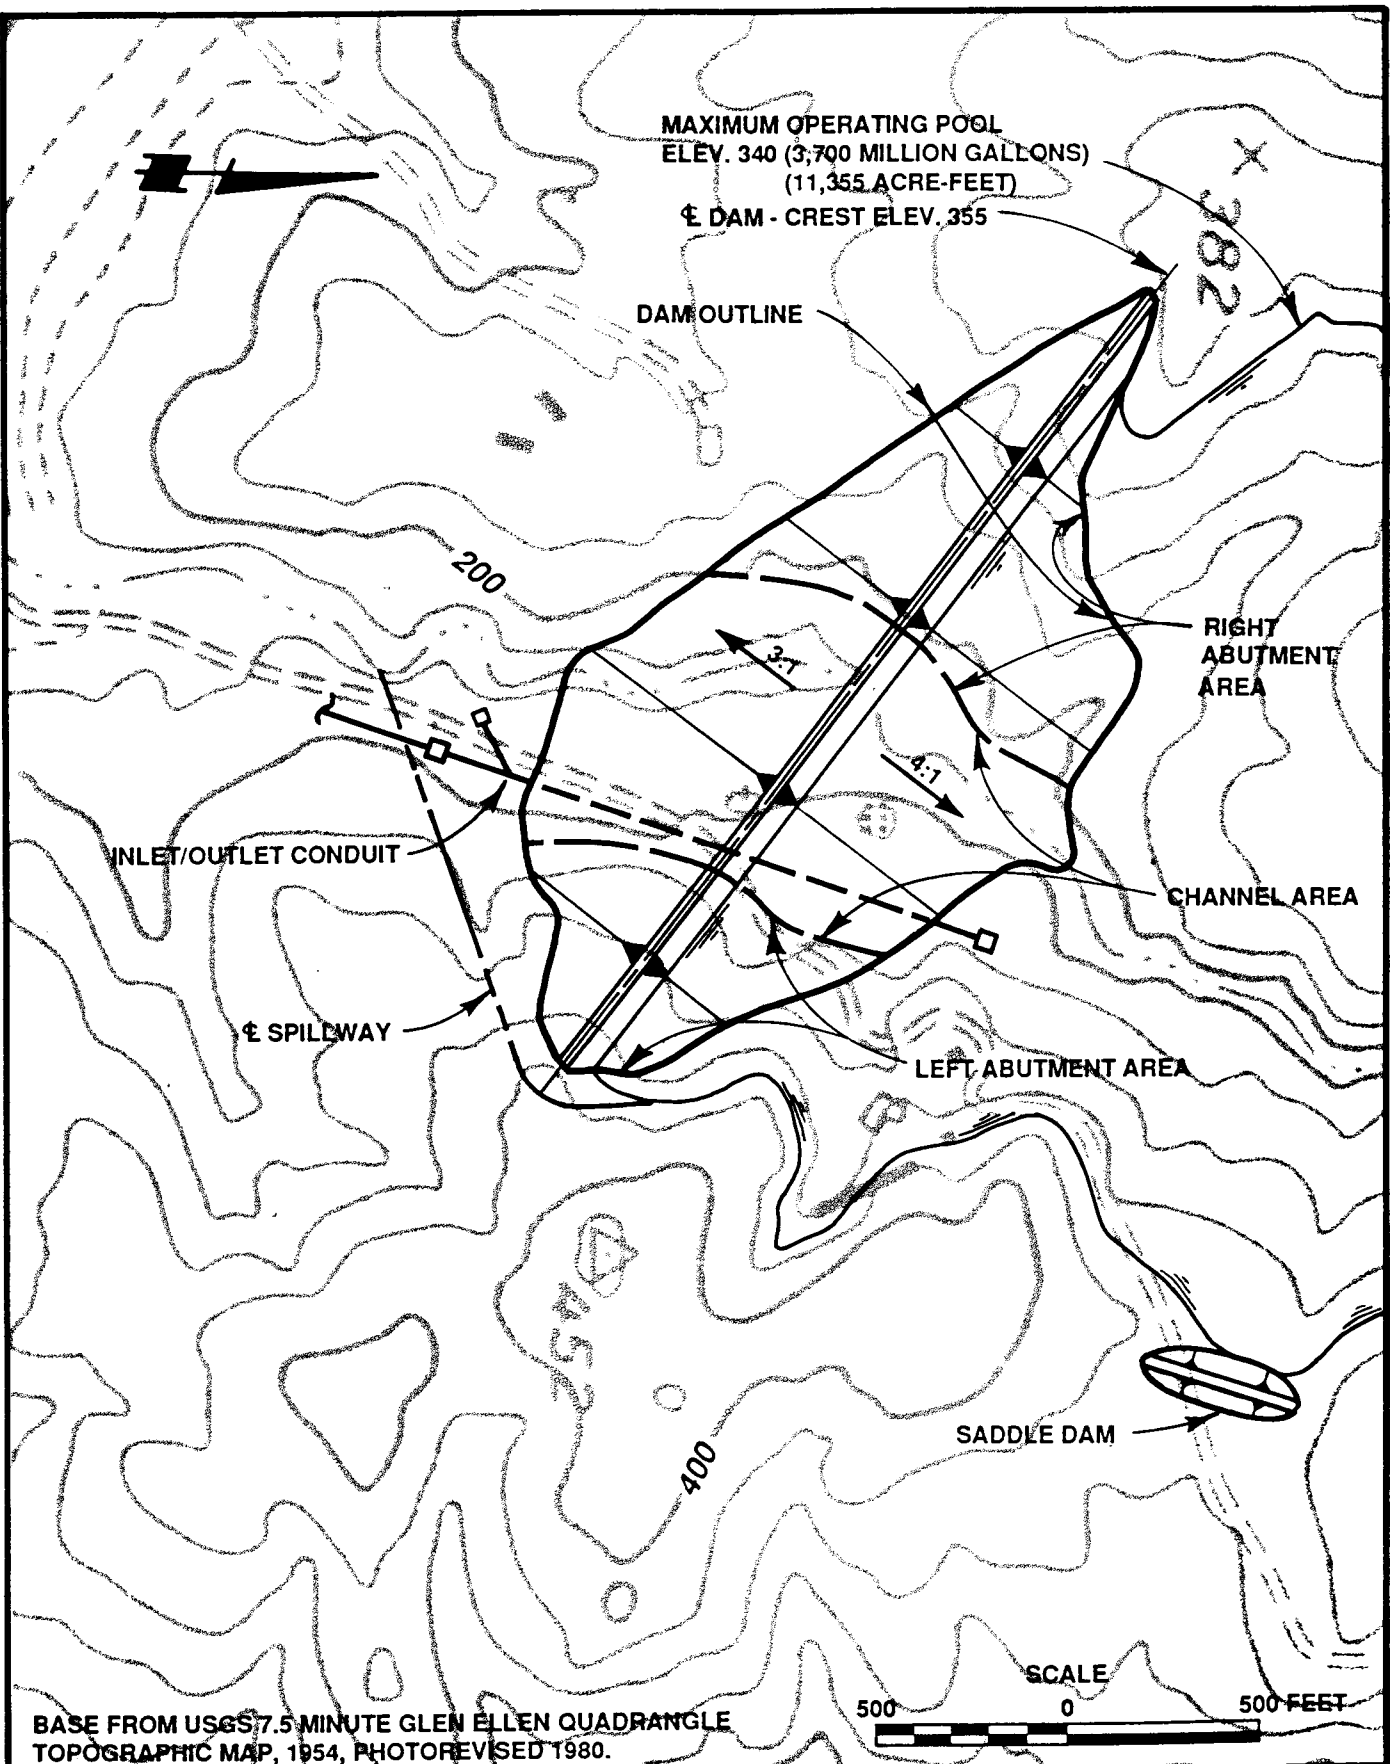 MAXIMUM OPERATING POOL
ELEV. 340 (3,700 MILLION GALLONS)
(11,355 ACRE-FEET)
℄ DAM - CREST ELEV. 355
382
DAM OUTLINE
200
3:1
RIGHT
ABUTMENT
AREA
4:1
INLET/OUTLET CONDUIT
CHANNEL AREA
℄ SPILLWAY
LEFT ABUTMENT AREA
452
SADDLE DAM
400
SCALE
500 0 500 FEET
BASE FROM USGS 7.5 MINUTE GLEN ELLEN QUADRANGLE
TOPOGRAPHIC MAP, 1954, PHOTOREVISED 1980.